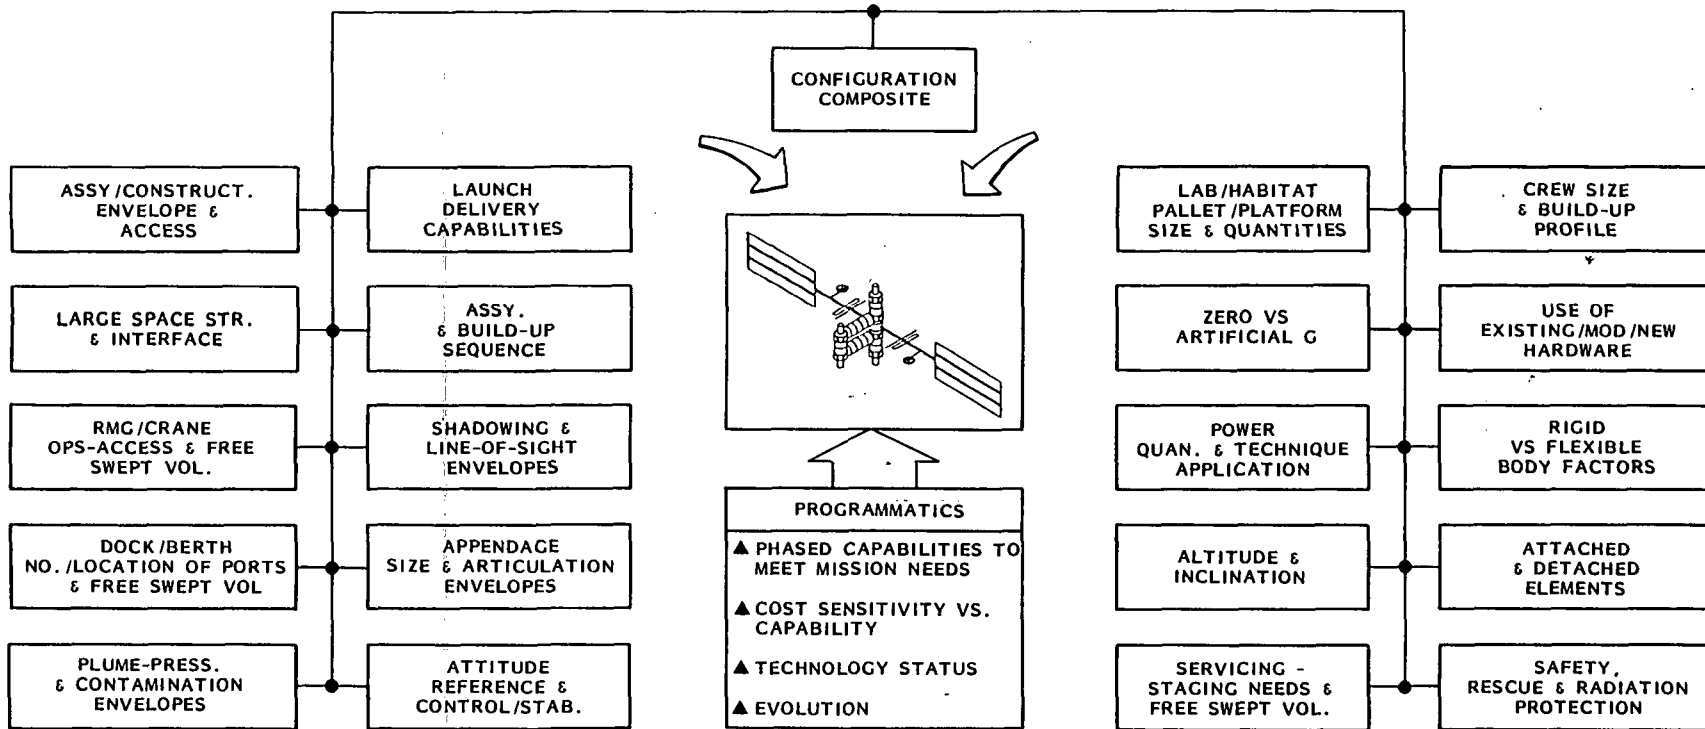 CONFIGURATION
COMPOSITE
ASSY/CONSTRUCT.
ENVELOPE &
ACCESS
LAUNCH
DELIVERY
CAPABILITIES
LARGE SPACE STR.
& INTERFACE
ASSY.
& BUILD-UP
SEQUENCE
RMG/CRANE
OPS-ACCESS & FREE
SWEPT VOL.
SHADOWING &
LINE-OF-SIGHT
ENVELOPES
DOCK/BERTH
NO./LOCATION OF PORTS
& FREE SWEPT VOL
APPENDAGE
SIZE & ARTICULATION
ENVELOPES
PLUME-PRESS.
& CONTAMINATION
ENVELOPES
ATTITUDE
REFERENCE &
CONTROL/STAB.
PROGRAMMATICS
▲ PHASED CAPABILITIES TO
MEET MISSION NEEDS
▲ COST SENSITIVITY VS.
CAPABILITY
▲ TECHNOLOGY STATUS
▲ EVOLUTION
LAB/HABITAT
PALLET/PLATFORM
SIZE & QUANTITIES
CREW SIZE
& BUILD-UP
PROFILE
ZERO VS
ARTIFICIAL G
USE OF
EXISTING/MOD/NEW
HARDWARE
POWER
QUAN. & TECHNIQUE
APPLICATION
RIGID
VS FLEXIBLE
BODY FACTORS
ALTITUDE &
INCLINATION
ATTACHED
& DETACHED
ELEMENTS
SERVICING -
STAGING NEEDS &
FREE SWEPT VOL.
SAFETY,
RESCUE & RADIATION
PROTECTION